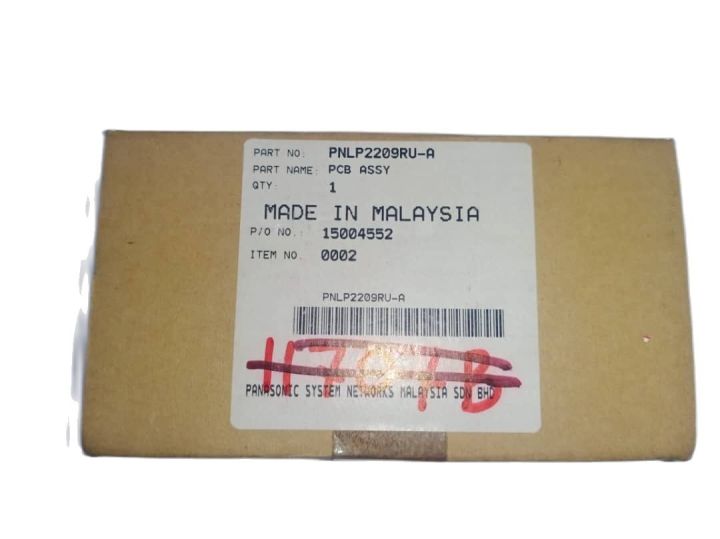 PART NO: PNLP2209RU-A
PART NAME: PCB ASSY
QTY: 1
MADE IN MALAYSIA
P/O NO.: 15004552
ITEM NO. 0002
PNLP2209RU-A
PANASONIC SYSTEM NETWORKS MALAYSIA SDN BHD